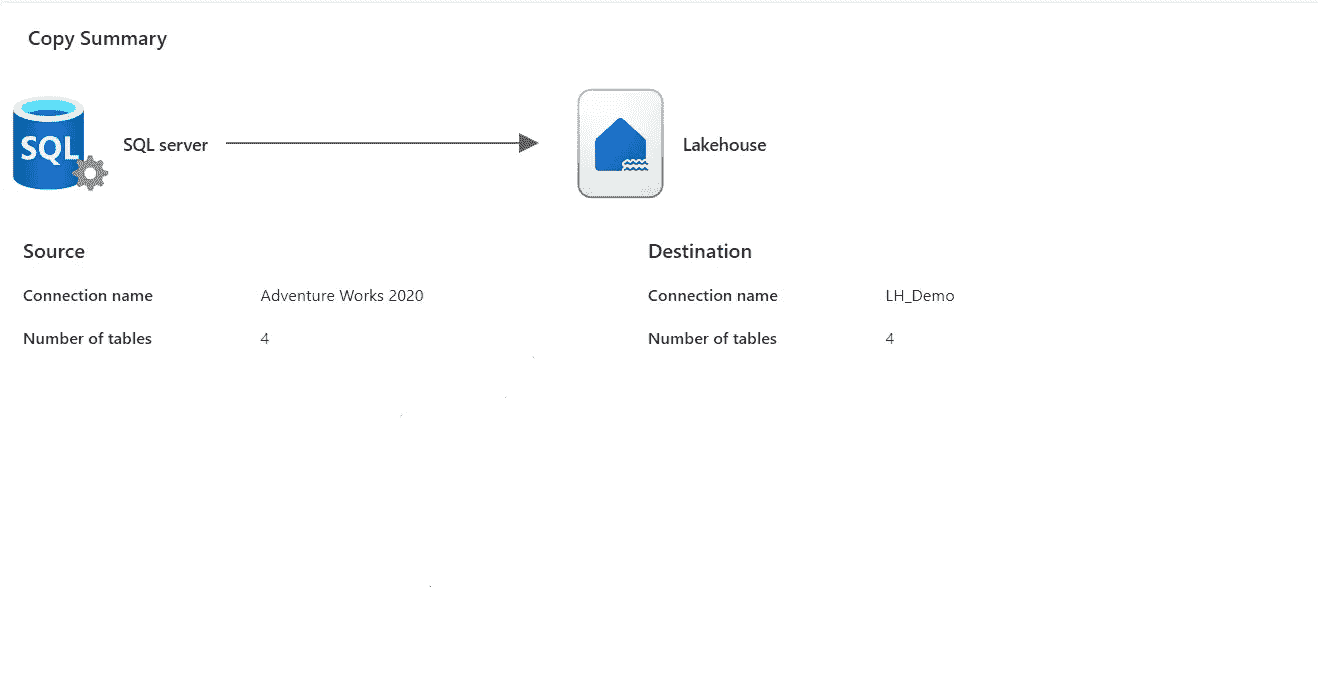 Copy Summary
SQL
SQL server
Lakehouse
Source
Destination
Connection name Adventure Works 2020
Connection name LH_Demo
Number of tables 4
Number of tables 4